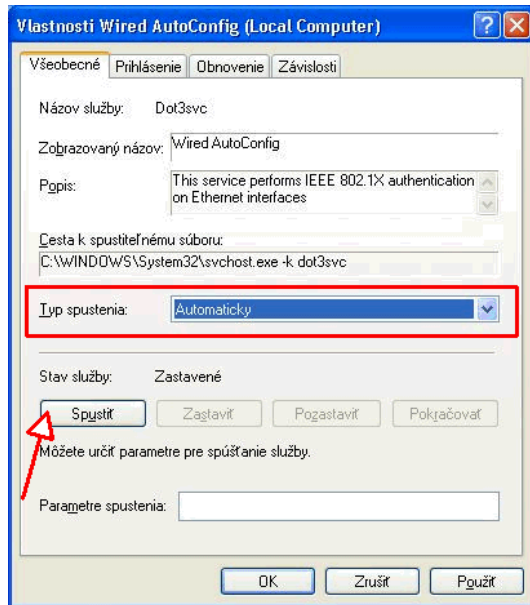 Vlastnosti Wired AutoConfig (Local Computer)
Všeobecné Prihlásenie Obnovenie Závislosti
Názov služby: Dot3svc
Zobrazovaný názov: Wired AutoConfig
Popis: This service performs IEEE 802.1X authentication
on Ethernet interfaces
Cesta k spustiteľnému súboru:
C:\WINDOWS\System32\svchost.exe -k dot3svc
Typ spustenia: Automaticky
Stav služby: Zastavené
Spustiť Zastaviť Pozastaviť Pokračovať
Môžete určiť parametre pre spúšťanie služby.
Parametre spustenia:
OK Zrušiť Použiť